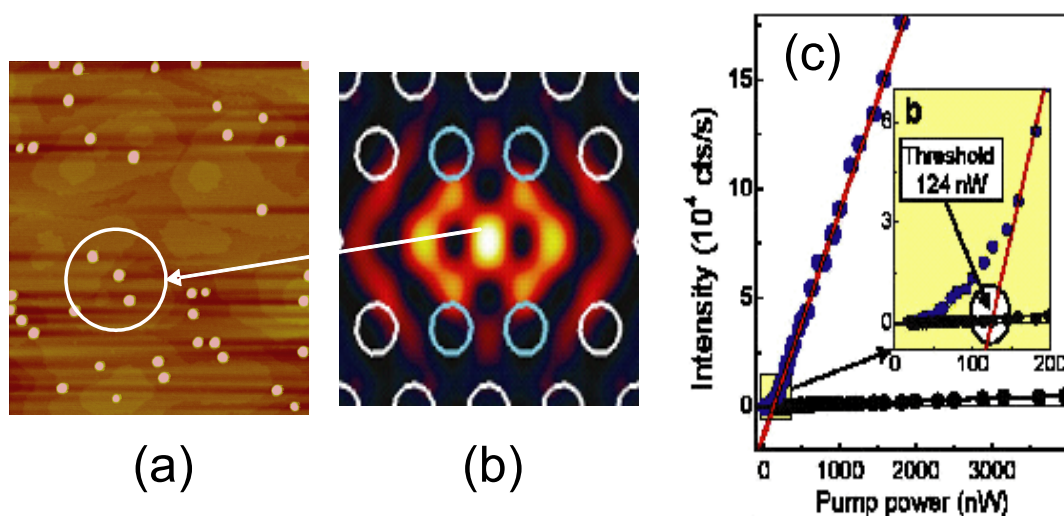 (a)
(b)
(c)
Intensity (10⁴ cts/s)
15
10
5
0
0
1000
2000
3000
Pump power (nW)
b
Threshold
124 nW
6
3
0
0
100
200